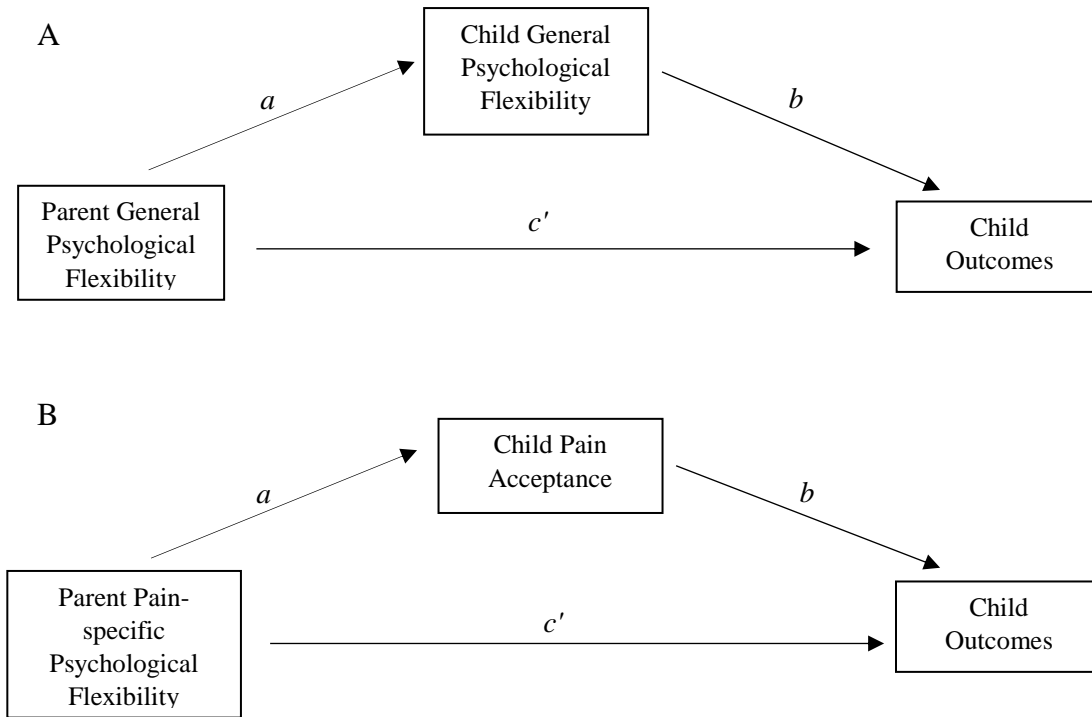 A
Child General
Psychological
Flexibility
a
b
Parent General
Psychological
Flexibility
c'
Child
Outcomes
B
Child Pain
Acceptance
a
b
Parent Pain-
specific
Psychological
Flexibility
c'
Child
Outcomes